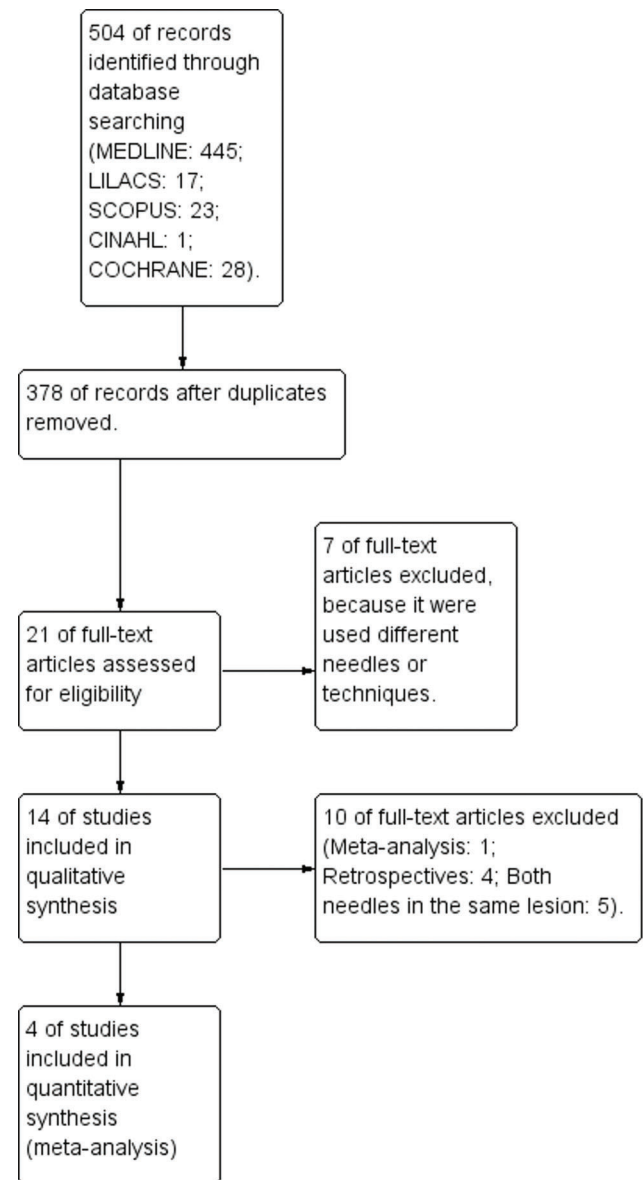 504 of records
identified through
database
searching
(MEDLINE: 445;
LILACS: 17;
SCOPUS: 23;
CINAHL: 1;
COCHRANE: 28).
378 of records after duplicates
removed.
7 of full-text
articles excluded,
because it were
used different
needles or
techniques.
21 of full-text
articles assessed
for eligibility
14 of studies
included in
qualitative
synthesis
10 of full-text articles excluded
(Meta-analysis: 1;
Retrospectives: 4; Both
needles in the same lesion: 5).
4 of studies
included in
quantitative
synthesis
(meta-analysis)